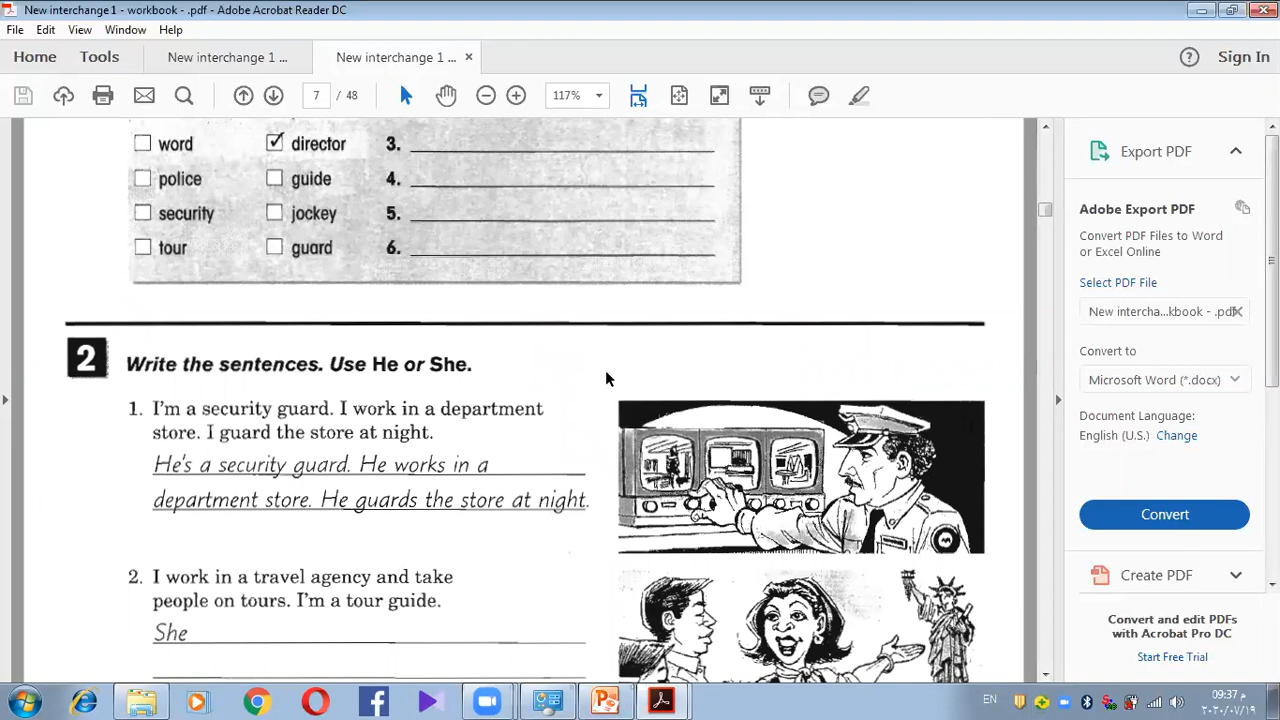 New interchange 1 - workbook - .pdf - Adobe Acrobat Reader DC
File Edit View Window Help
Home Tools New interchange 1 ... New interchange 1 ... × Sign In
7 / 48 117%
word director 3.
police guide 4.
security jockey 5.
tour guard 6.
2 Write the sentences. Use He or She.
1. I'm a security guard. I work in a department
store. I guard the store at night.
He's a security guard. He works in a
department store. He guards the store at night.
2. I work in a travel agency and take
people on tours. I'm a tour guide.
She
Export PDF
Adobe Export PDF
Convert PDF Files to Word
or Excel Online
Select PDF File
New intercha...kbook - .pdf
Convert to
Microsoft Word (*.docx)
Document Language:
English (U.S.) Change
Convert
Create PDF
Convert and edit PDFs
with Acrobat Pro DC
Start Free Trial
EN
09:37 م
٢٠٢٠/٠٧/١٩